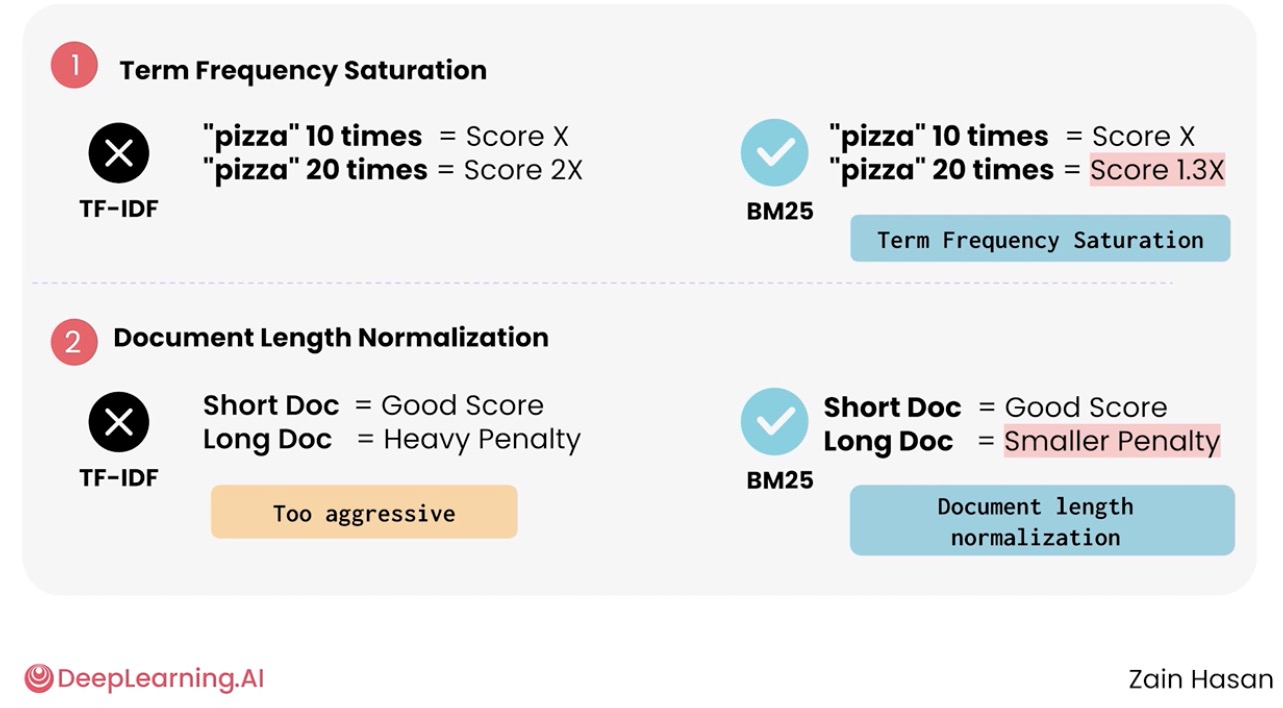 1 Term Frequency Saturation
"pizza" 10 times = Score X
"pizza" 20 times = Score 2X
TF-IDF
"pizza" 10 times = Score X
"pizza" 20 times = Score 1.3X
BM25
Term Frequency Saturation
2 Document Length Normalization
Short Doc = Good Score
Long Doc = Heavy Penalty
TF-IDF
Too aggressive
Short Doc = Good Score
Long Doc = Smaller Penalty
BM25
Document length
normalization
DeepLearning.AI
Zain Hasan